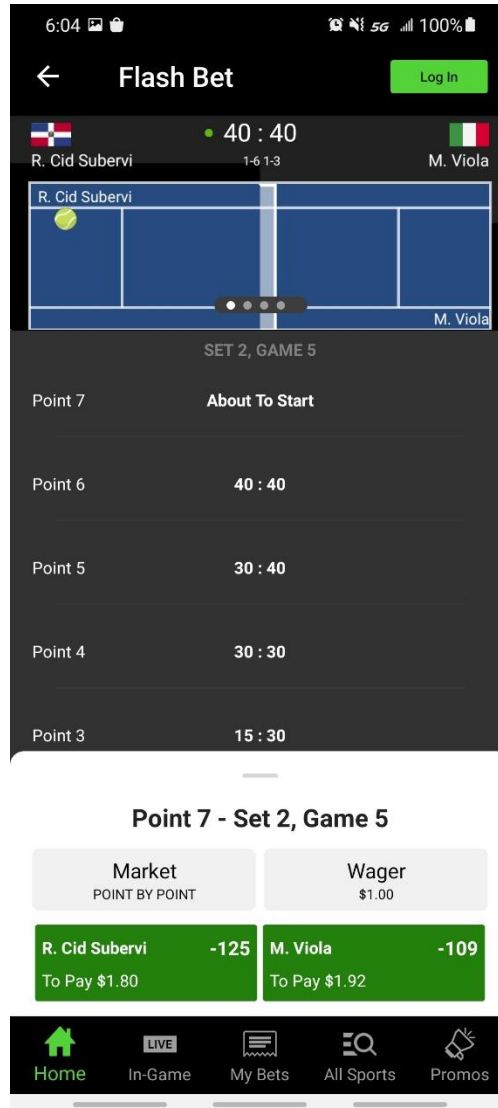 6:04
5G
100%
Flash Bet
Log In
40 : 40
R. Cid Subervi
1-6 1-3
M. Viola
R. Cid Subervi
M. Viola
SET 2, GAME 5
Point 7
About To Start
Point 6
40 : 40
Point 5
30 : 40
Point 4
30 : 30
Point 3
15 : 30
Point 7 - Set 2, Game 5
Market
POINT BY POINT
Wager
$1.00
R. Cid Subervi -125
To Pay $1.80
M. Viola -109
To Pay $1.92
LIVE
Home
In-Game
My Bets
All Sports
Promos